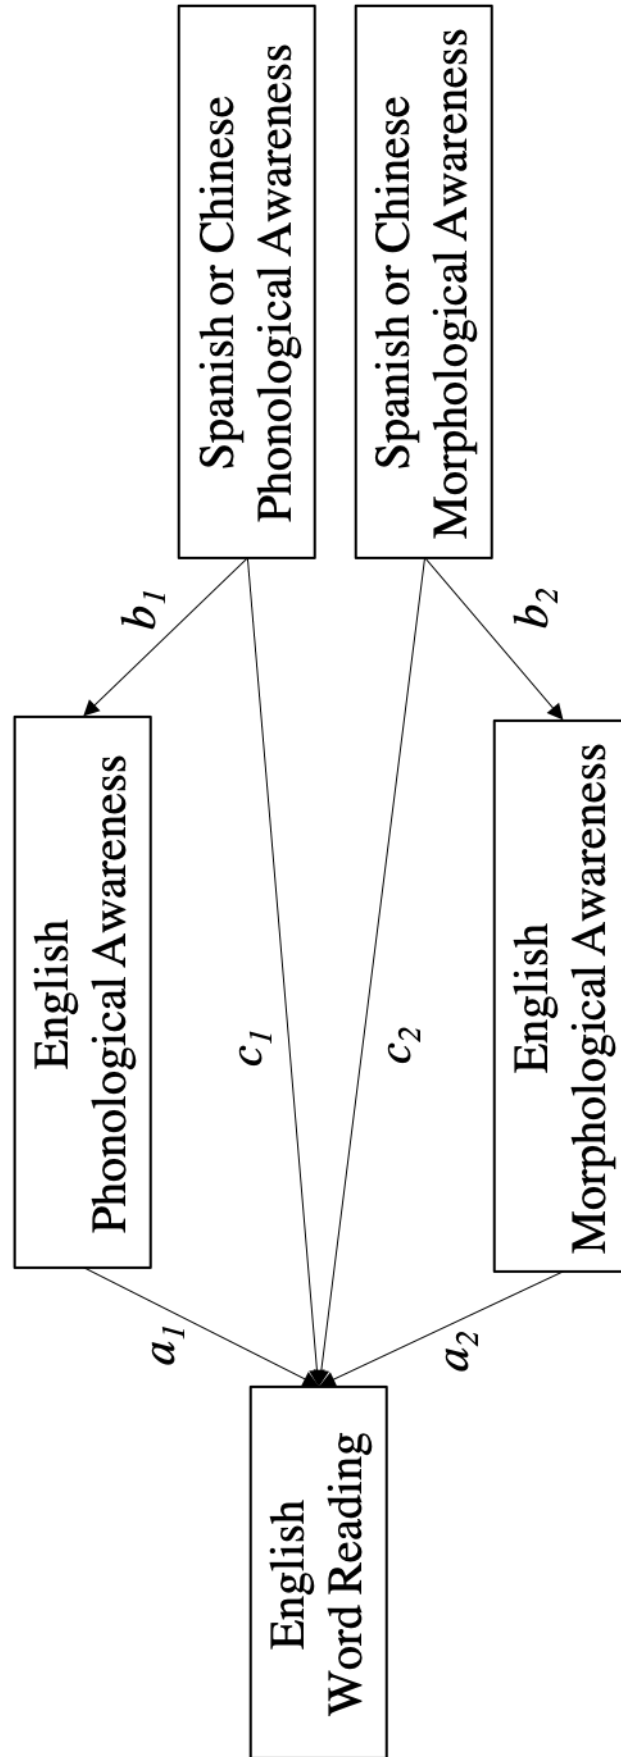 Spanish or Chinese
Phonological Awareness
Spanish or Chinese
Morphological Awareness
b₁
b₂
English
Phonological Awareness
c₁
c₂
English
Morphological Awareness
a₁
a₂
English
Word Reading